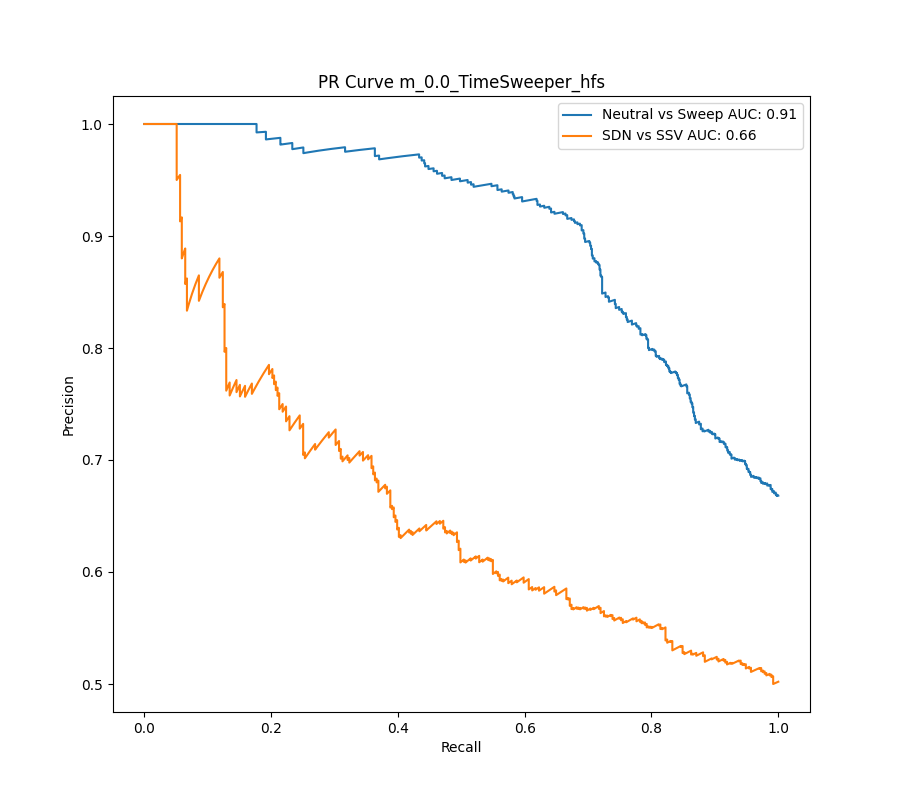 PR Curve m_0.0_TimeSweeper_hfs
Neutral vs Sweep AUC: 0.91
SDN vs SSV AUC: 0.66
Precision
1.0
0.9
0.8
0.7
0.6
0.5
0.0 0.2 0.4 0.6 0.8 1.0
Recall